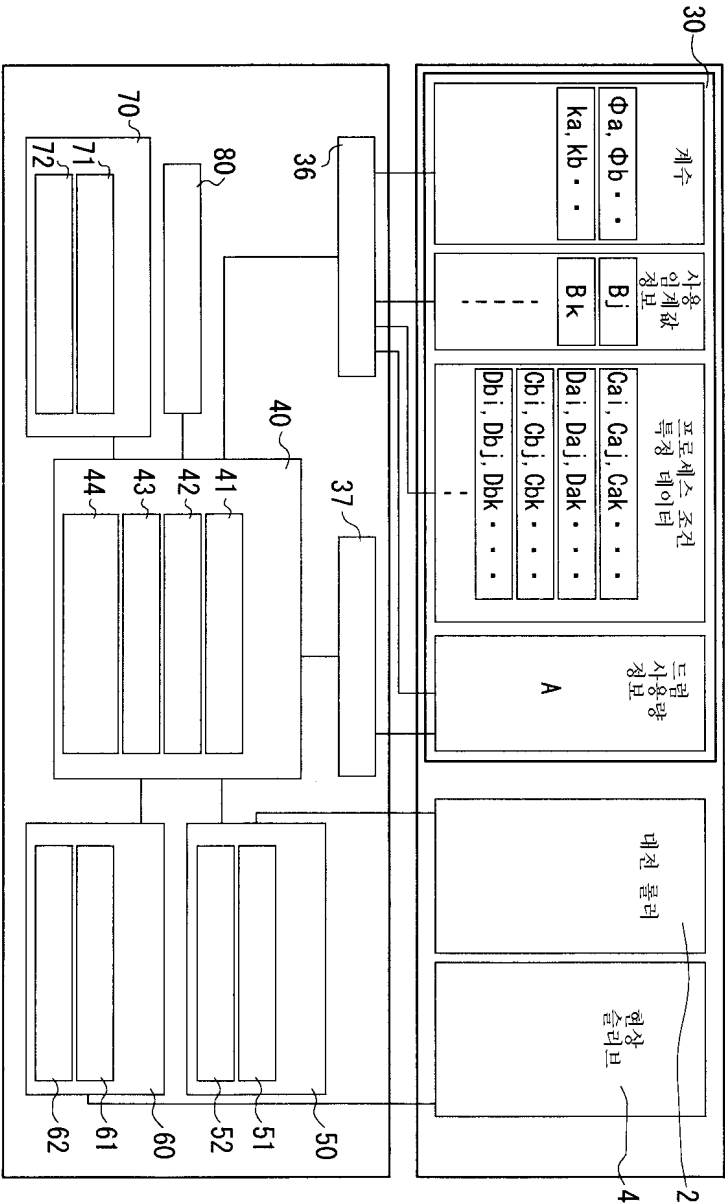 30
계수
Φa, Φb・・
ka, kb・・
사용
임계값
정보
Bj
Bk
프로세스 조건
특정 데이터
Cai, Caj, Cak・・・・
Dai, Daj, Dak・・・・
Cbi, Cbj, Cbk・・・・
Dbi, Dbj, Dbk・・・・
드럼
사용량
정보
A
대전 롤러
2
현상
슬리브
4
36
37
80
70
71
72
40
41
42
43
44
50
51
52
60
61
62